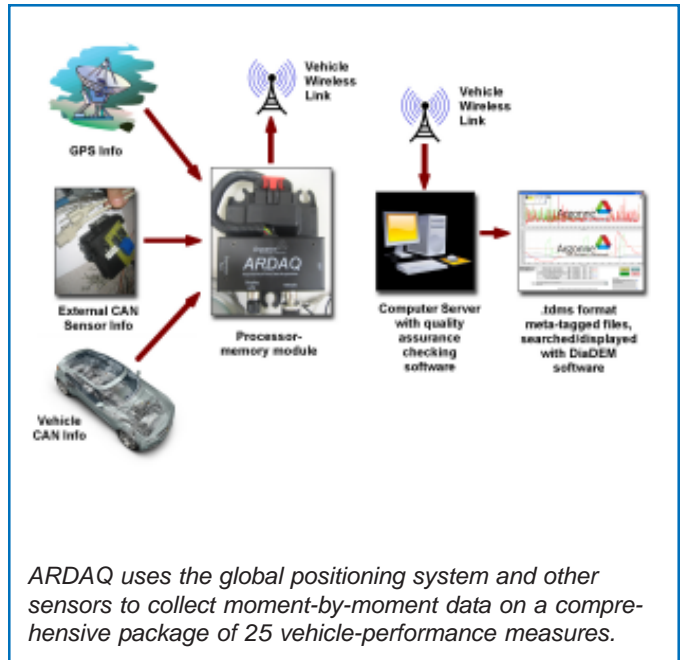 Vehicle
Wireless
Link
GPS Info
Vehicle
Wireless
Link
ARDAQ
Argonne
Argonne
External CAN
Sensor Info
Processor-
memory module
Computer Server
with quality
assurance
checking
software
.tdms format
meta-tagged files,
searched/displayed
with DiaDEM
software
Vehicle
CAN Info
ARDAQ uses the global positioning system and other
sensors to collect moment-by-moment data on a compre-
hensive package of 25 vehicle-performance measures.